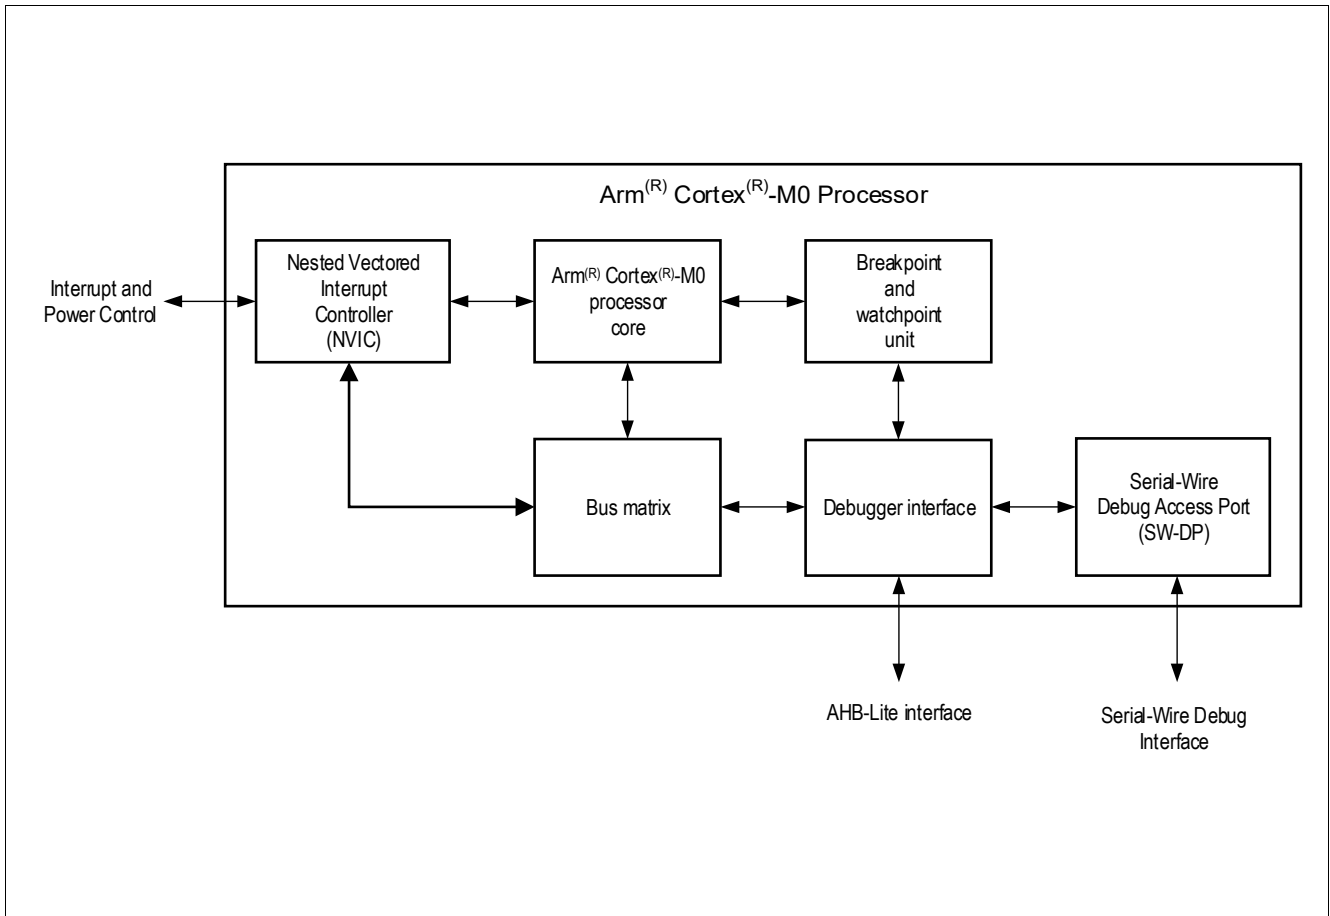 Arm(R) Cortex(R)-M0 Processor
Nested Vectored
Interrupt
Controller
(NVIC)
Arm(R) Cortex(R)-M0
processor
core
Breakpoint
and
watchpoint
unit
Interrupt and
Power Control
Bus matrix
Debugger interface
Serial-Wire
Debug Access Port
(SW-DP)
AHB-Lite interface
Serial-Wire Debug
Interface